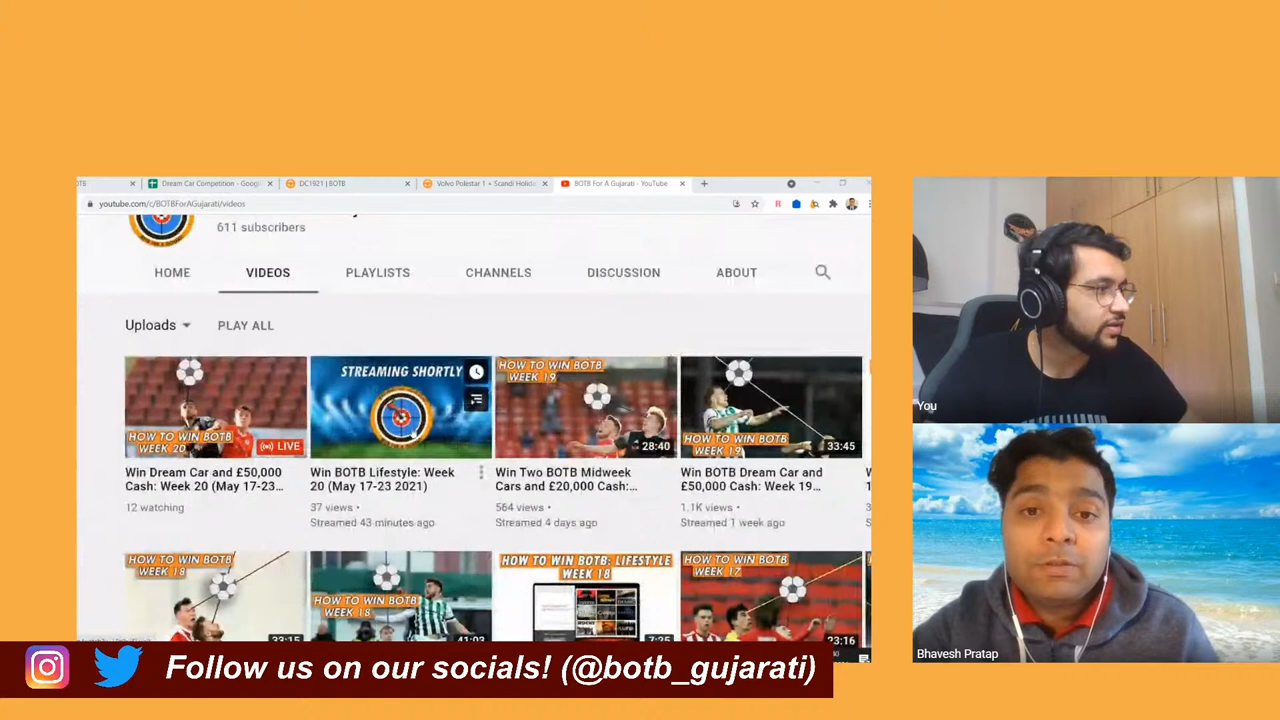 TB
Dream Car Competition - Goog
DC1921 | BOTB
Volvo Polestar 1 + Scandi Holid
BOTB For A Gujarati - YouTube
youtube.com/c/BOTBForAGujarati/videos
611 subscribers
HOME
VIDEOS
PLAYLISTS
CHANNELS
DISCUSSION
ABOUT
Uploads
PLAY ALL
HOW TO WIN BOTB
WEEK 20
LIVE
STREAMING SHORTLY
HOW TO WIN BOTB
WEEK 19
28:40
HOW TO WIN BOTB
WEEK 19
33:45
Win Dream Car and £50,000
Cash: Week 20 (May 17-23...
12 watching
Win BOTB Lifestyle: Week
20 (May 17-23 2021)
37 views •
Streamed 43 minutes ago
Win Two BOTB Midweek
Cars and £20,000 Cash:...
564 views •
Streamed 4 days ago
Win BOTB Dream Car and
£50,000 Cash: Week 19...
1.1K views •
Streamed 1 week ago
HOW TO WIN BOTB
WEEK 18
33:15
HOW TO WIN BOTB
WEEK 18
41:03
HOW TO WIN BOTB: LIFESTYLE
WEEK 18
7:25
HOW TO WIN BOTB
WEEK 17
33:16
You
Bhavesh Pratap
Follow us on our socials! (@botb_gujarati)